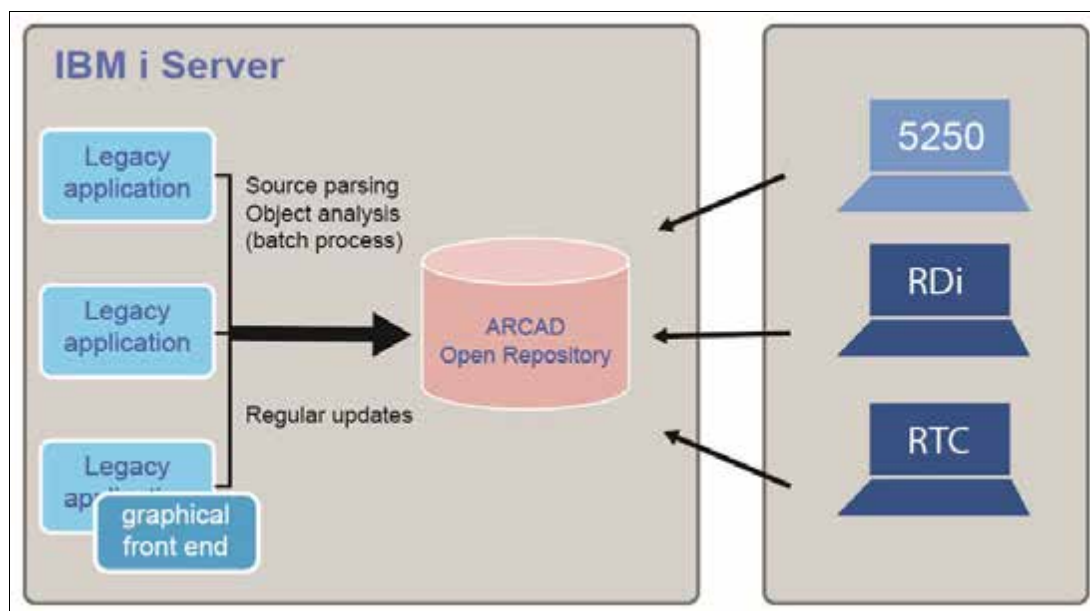 IBM i Server
Legacy
application
Source parsing
Object analysis
(batch process)
Legacy
application
ARCAD
Open Repository
Regular updates
Legacy
application
graphical
front end
5250
RDi
RTC